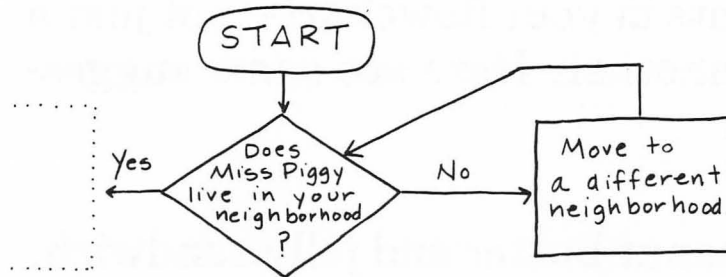 START
Does
Miss Piggy
live in your
neighborhood
?
Yes
No
Move to
a different
neighborhood